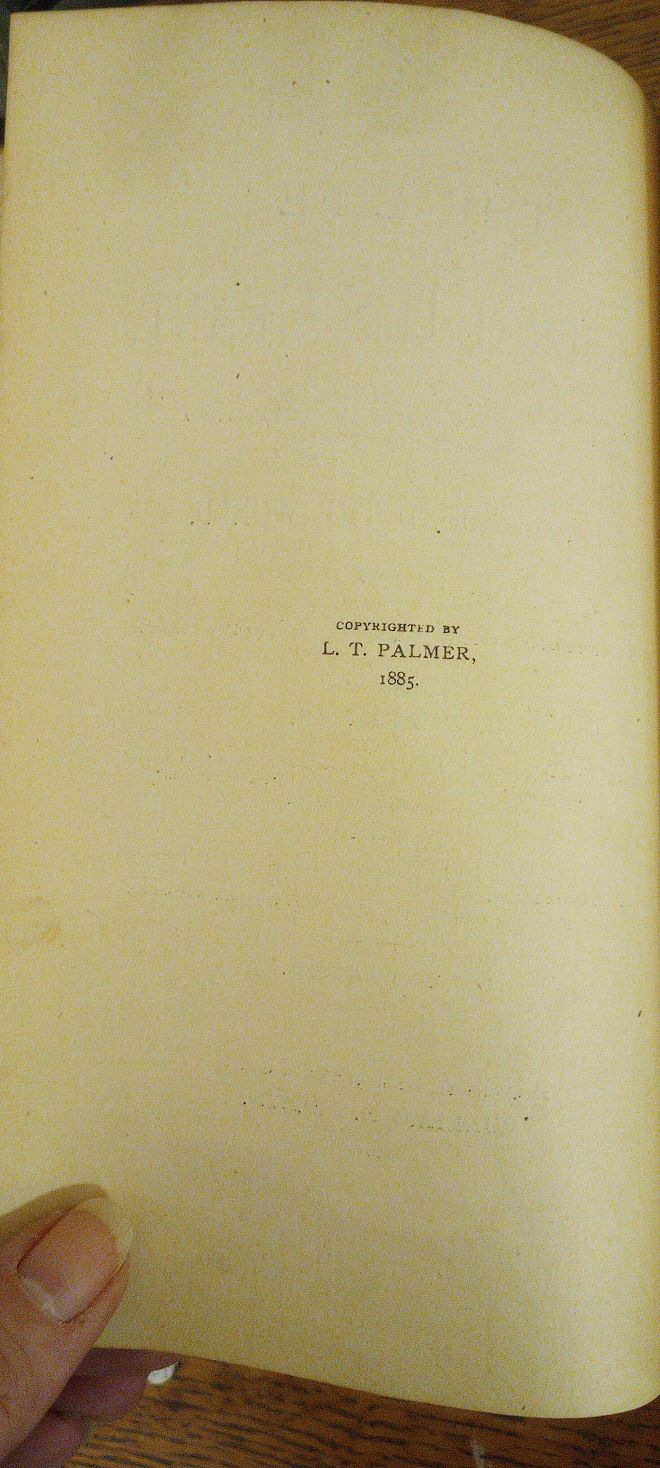 COPYRIGHTED BY
L. T. PALMER,
1885.